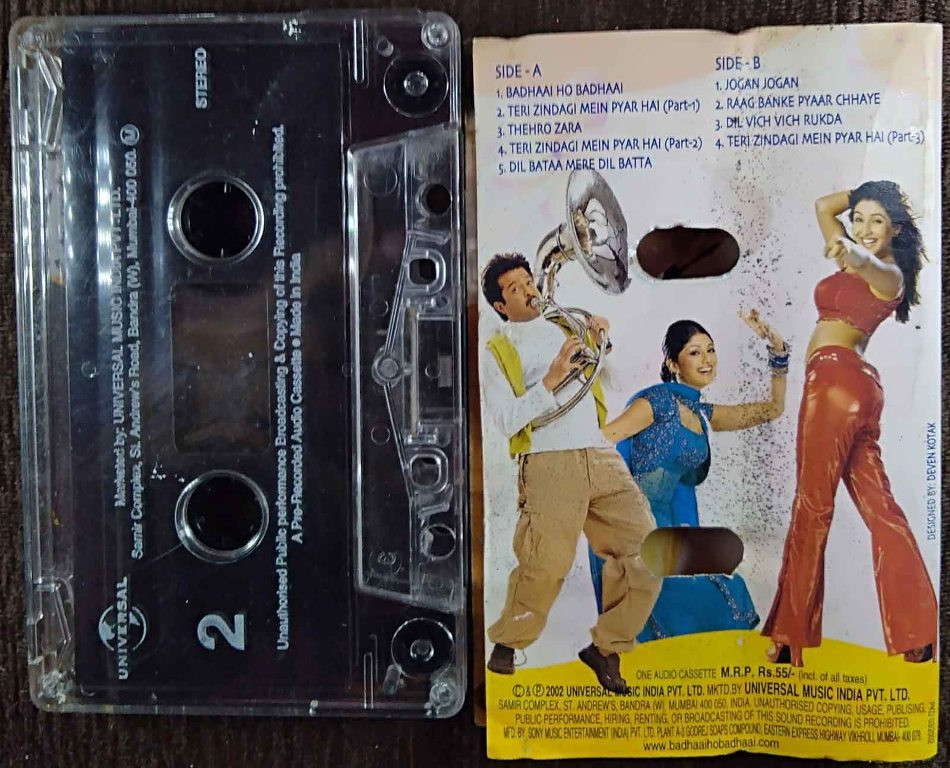 STEREO
Marketed by: UNIVERSAL MUSIC INDIA PVT. LTD.
Samir Complex, St. Andrew's Road, Bandra (W), Mumbai-400 050. M
UNIVERSAL
2
Unauthorised Public performance Broadcasting & Copying of this Recording prohibited.
A Pre-Recorded Audio Cassette • Made in India
SIDE - A
1. BADHAAI HO BADHAAI
2. TERI ZINDAGI MEIN PYAR HAI (Part-1)
3. THEHRO ZARA
4. TERI ZINDAGI MEIN PYAR HAI (Part-2)
5. DIL BATAA MERE DIL BATTA
SIDE - B
1. JOGAN JOGAN
2. RAAG BANKE PYAAR CHHAYE
3. DIL VICH VICH RUKDA
4. TERI ZINDAGI MEIN PYAR HAI (Part-3)
DESIGNED BY: DEVEN KOTAK
ONE AUDIO CASSETTE M.R.P. Rs.55/- (incl. of all taxes)
© & ℗ 2002 UNIVERSAL MUSIC INDIA PVT. LTD. MKTD.BY UNIVERSAL MUSIC INDIA PVT. LTD.
SAMIR COMPLEX, ST. ANDREW'S, BANDRA (W), MUMBAI 400 050. INDIA. UNAUTHORISED COPYING, USAGE, PUBLISING,
PUBLIC PERFORMANCE, HIRING, RENTING, OR BROADCASTING OF THIS SOUND RECORDING IS PROHIBITED.
MFD. BY. SONY MUSIC ENTERTAINMENT (INDIA) PVT. LTD. PLANT A-3 GODREJ SOAPS COMPOUND, EASTERN EXPRESS HIGHWAY VIKHROLI, MUMBAI- 400 079.
www.badhaaihobadhaai.com